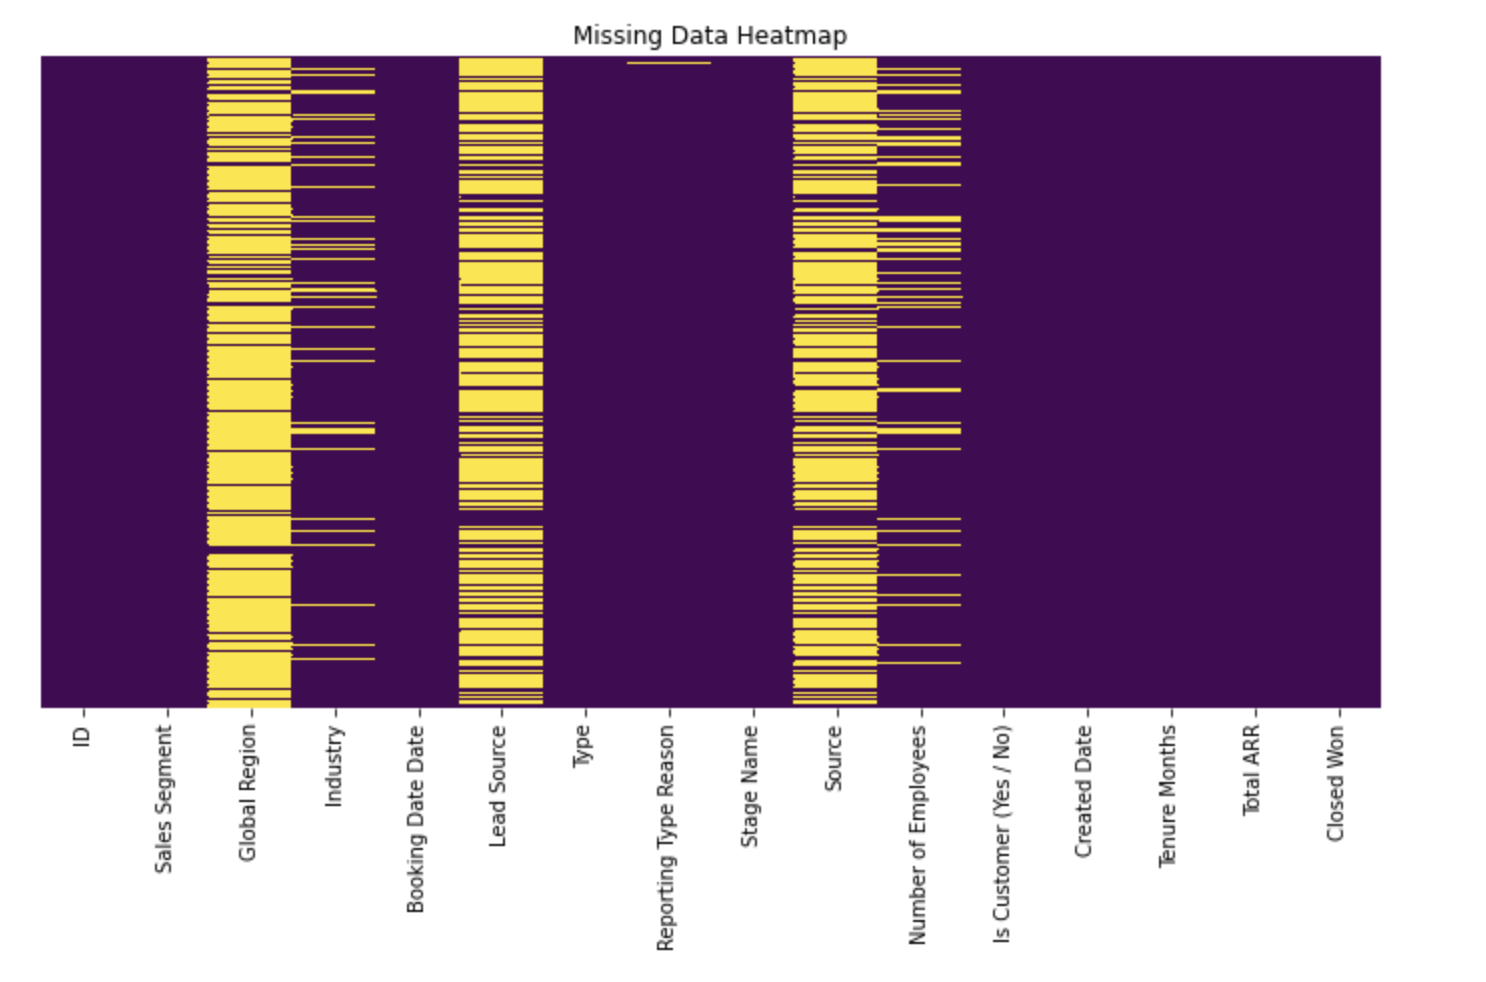 Missing Data Heatmap
ID
Sales Segment
Global Region
Industry
Booking Date Date
Lead Source
Type
Reporting Type Reason
Stage Name
Source
Number of Employees
Is Customer (Yes / No)
Created Date
Tenure Months
Total ARR
Closed Won